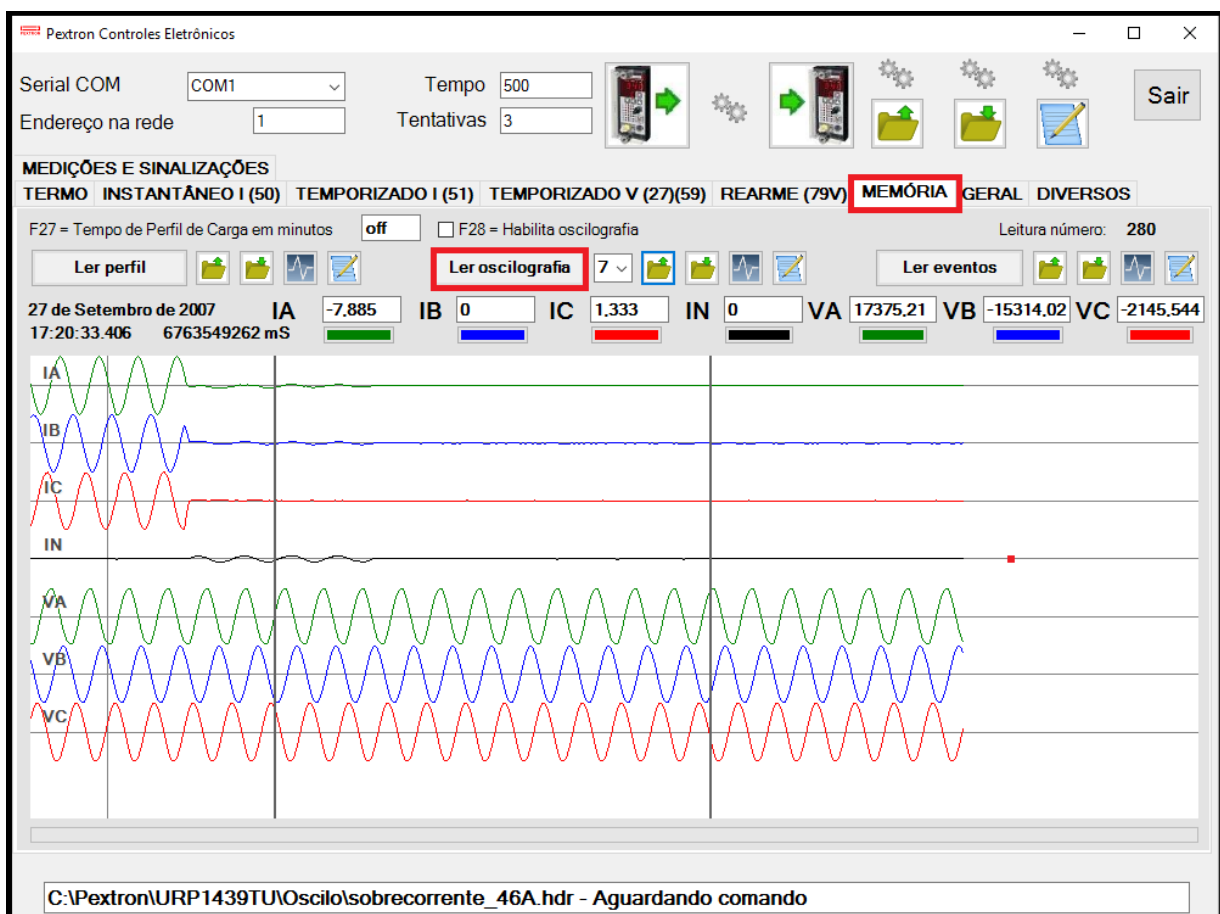 Pextron Controles Eletrônicos
Serial COM COM1 Tempo 500
Sair
Endereço na rede 1 Tentativas 3
MEDIÇÕES E SINALIZAÇÕES
TERMO INSTANTÂNEO I (50) TEMPORIZADO I (51) TEMPORIZADO V (27)(59) REARME (79V) MEMÓRIA GERAL DIVERSOS
F27 = Tempo de Perfil de Carga em minutos off F28 = Habilita oscilografia Leitura número: 280
Ler perfil Ler oscilografia 7 Ler eventos
27 de Setembro de 2007 IA -7,885 IB 0 IC 1,333 IN 0 VA 17375,21 VB -15314,02 VC -2145,544
17:20:33.406 6763549262 mS
IA
IB
IC
IN
VA
VB
VC
C:\Pextron\URP1439TU\Oscilo\sobrecorrente_46A.hdr - Aguardando comando